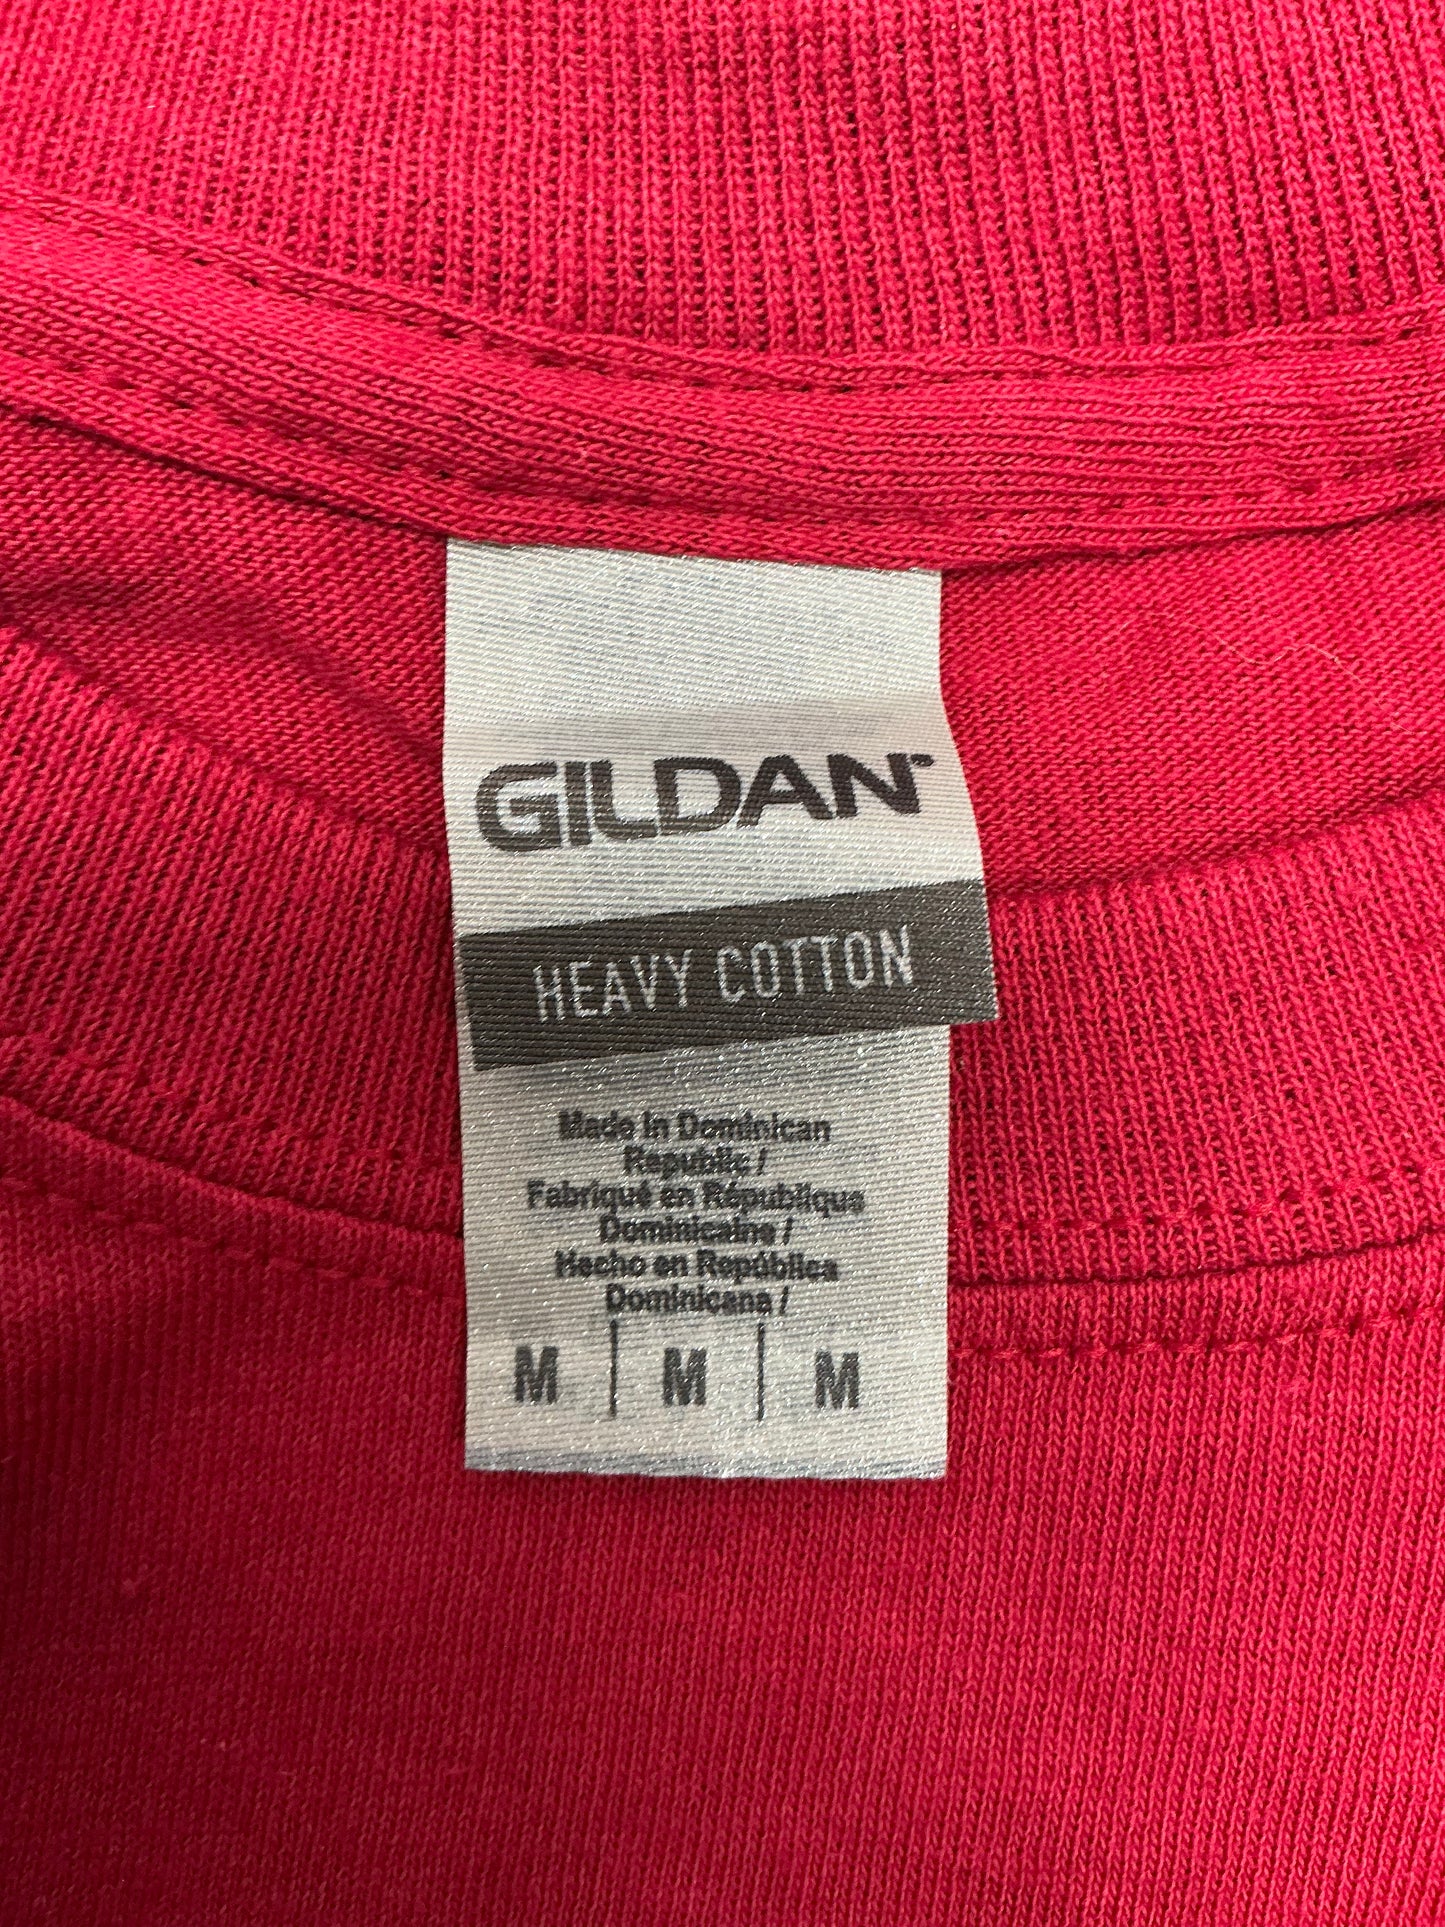 GILDAN
HEAVY COTTON
Made in Dominican
Republic /
Fabriqué en République
Dominicaine /
Hecho en República
Dominicana /
M | M | M